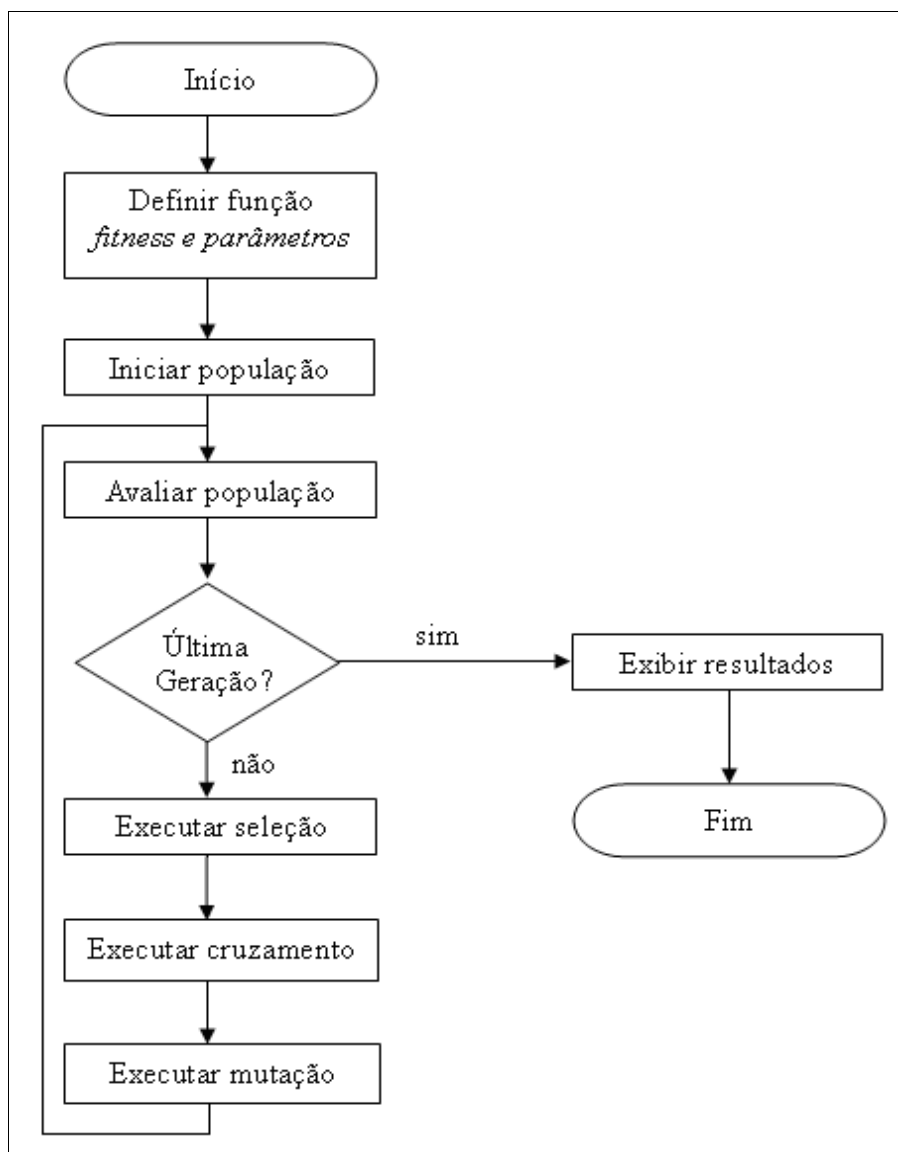 Início
Definir função
fitness e parâmetros
Iniciar população
Avaliar população
Última
Geração?
sim
Exibir resultados
não
Fim
Executar seleção
Executar cruzamento
Executar mutação